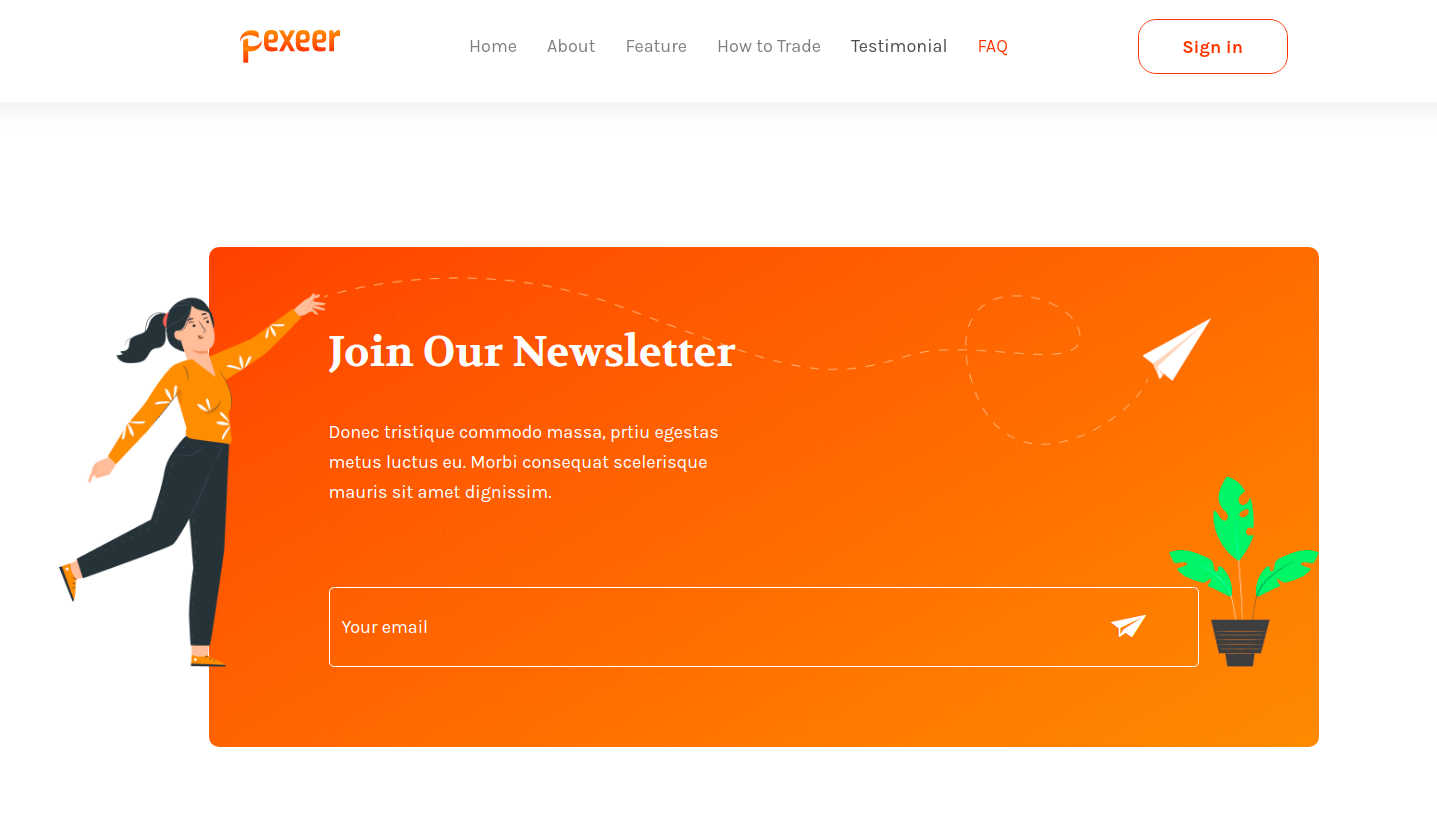 pexeer
Home About Feature How to Trade Testimonial FAQ
Sign in
Join Our Newsletter
Donec tristique commodo massa, prtiu egestas
metus luctus eu. Morbi consequat scelerisque
mauris sit amet dignissim.
Your email